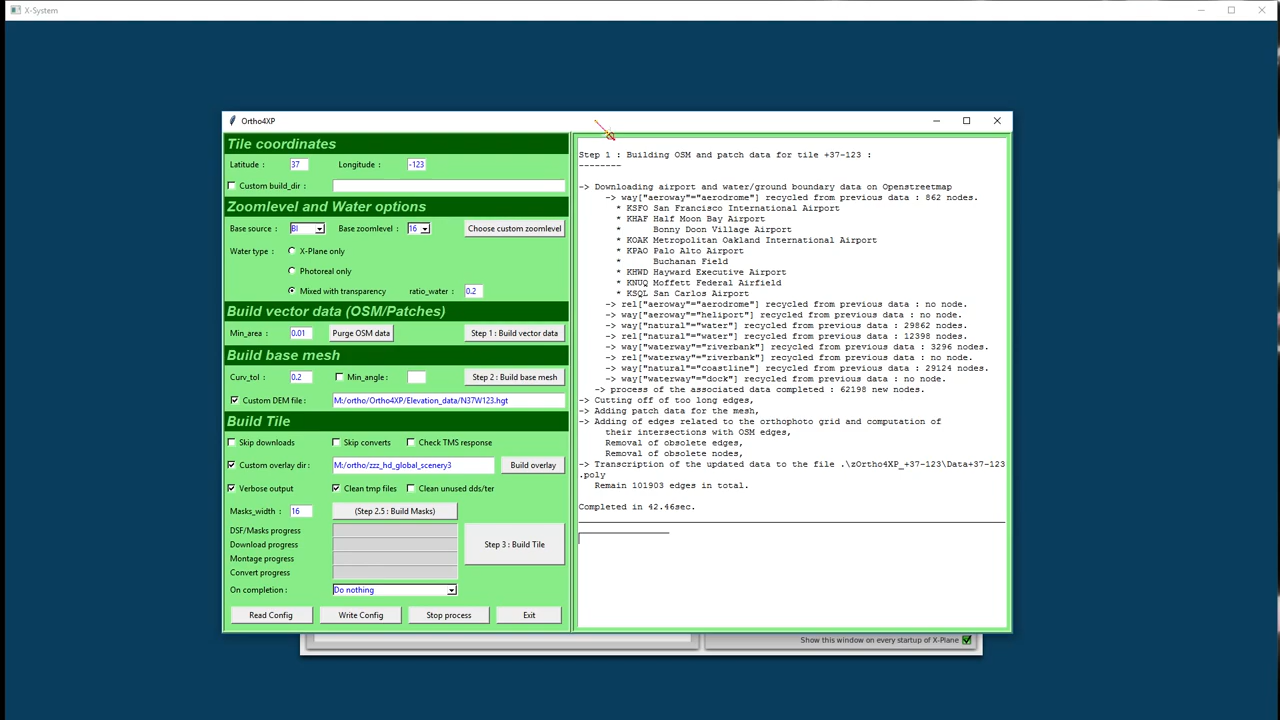 X-System
Ortho4XP
Tile coordinates
Latitude : 37 Longitude : -123
Custom build_dir :
Zoomlevel and Water options
Base source : BI Base zoomlevel : 16 Choose custom zoomlevel
Water type : X-Plane only
Photoreal only
Mixed with transparency ratio_water : 0.2
Build vector data (OSM/Patches)
Min_area : 0.01 Purge OSM data Step 1 : Build vector data
Build base mesh
Curv_tol : 0.2 Min_angle : Step 2 : Build base mesh
Custom DEM file : M:/ortho/Ortho4XP/Elevation_data/N37W123.hgt
Build Tile
Skip downloads Skip converts Check TMS response
Custom overlay dir : M:/ortho/zzz_hd_global_scenery3 Build overlay
Verbose output Clean tmp files Clean unused dds/ter
Masks_width : 16 (Step 2.5 : Build Masks)
DSF/Masks progress
Download progress
Step 3 : Build Tile
Montage progress
Convert progress
On completion : Do nothing
Read Config Write Config Stop process Exit
Step 1 : Building OSM and patch data for tile +37-123 :
--------
-> Downloading airport and water/ground boundary data on Openstreetmap
-> way["aeroway"="aerodrome"] recycled from previous data : 862 nodes.
* KSFO San Francisco International Airport
* KHAF Half Moon Bay Airport
* Bonny Doon Village Airport
* KOAK Metropolitan Oakland International Airport
* KPAO Palo Alto Airport
* Buchanan Field
* KHWD Hayward Executive Airport
* KNUQ Moffett Federal Airfield
* KSQL San Carlos Airport
-> rel["aeroway"="aerodrome"] recycled from previous data : no node.
-> way["aeroway"="heliport"] recycled from previous data : no node.
-> way["natural"="water"] recycled from previous data : 29862 nodes.
-> rel["natural"="water"] recycled from previous data : 12398 nodes.
-> way["waterway"="riverbank"] recycled from previous data : 3296 nodes.
-> rel["waterway"="riverbank"] recycled from previous data : no nodes.
-> way["natural"="coastline"] recycled from previous data : 29124 nodes.
-> way["waterway"="dock"] recycled from previous data : no nodes.
-> process of the associated data completed : 62198 new nodes.
-> Cutting off of too long edges,
-> Adding patch data for the mesh,
-> Adding of edges related to the orthophoto grid and computation of
their intersections with OSM edges,
Removal of obsolete edges,
Removal of obsolete nodes,
-> Transcription of the updated data to the file .\zOrtho4XP_+37-123\Data+37-123
.poly
Remain 101903 edges in total.
Completed in 42.46sec.
Show this window on every startup of X-Plane